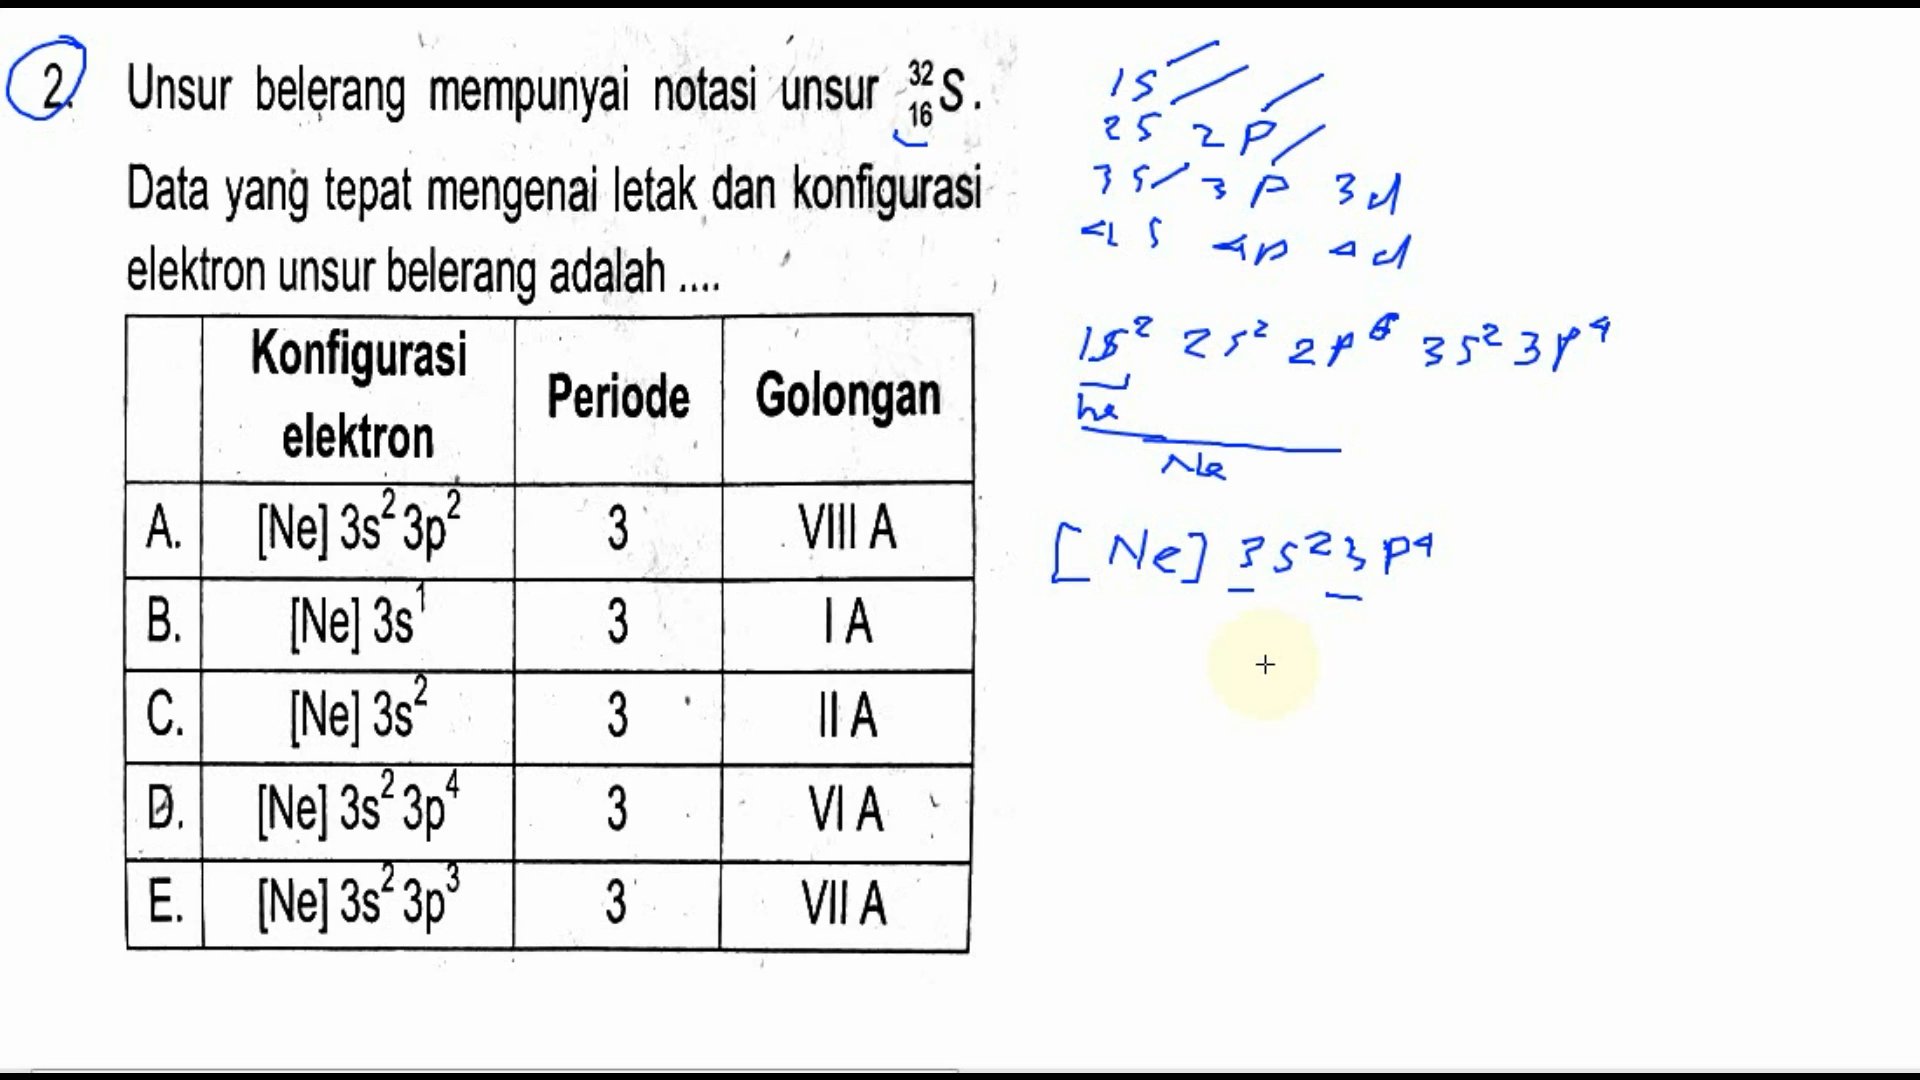 2. Unsur belerang mempunyai notasi unsur ³²₁₆S.
Data yang tepat mengenai letak dan konfigurasi
elektron unsur belerang adalah ....
Konfigurasi elektron Periode Golongan
A. [Ne] 3s² 3p² 3 VIII A
B. [Ne] 3s¹ 3 I A
C. [Ne] 3s² 3 II A
D. [Ne] 3s² 3p⁴ 3 VI A
E. [Ne] 3s² 3p³ 3 VII A
1s
2s 2p
3s 3p 3d
4s 4p 4d
1s² 2s² 2p⁶ 3s² 3p⁴
he
Ne
[Ne] 3s² 3p⁴